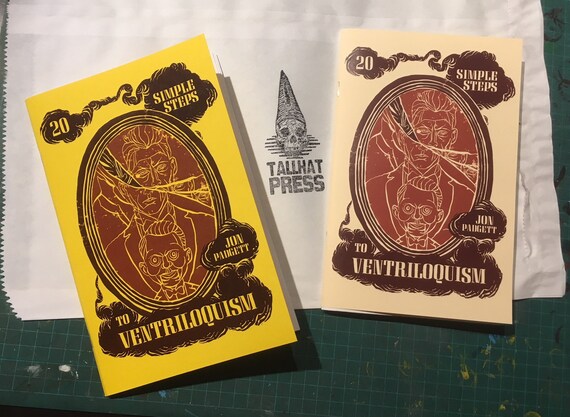 20
SIMPLE
STEPS
JON
PADGETT
TO
VENTRILOQUISM
TALLHAT
PRESS
20
SIMPLE
STEPS
JON
PADGETT
TO
VENTRILOQUISM